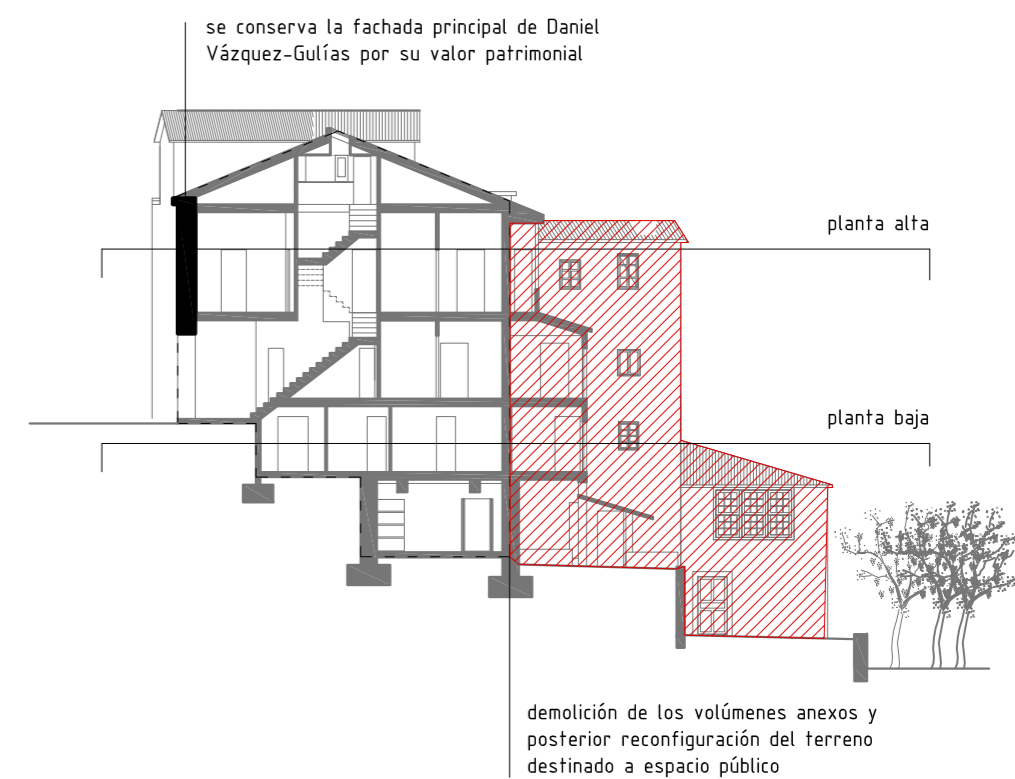 se conserva la fachada principal de Daniel
Vázquez-Gulías por su valor patrimonial
planta alta
planta baja
demolición de los volúmenes anexos y
posterior reconfiguración del terreno
destinado a espacio público